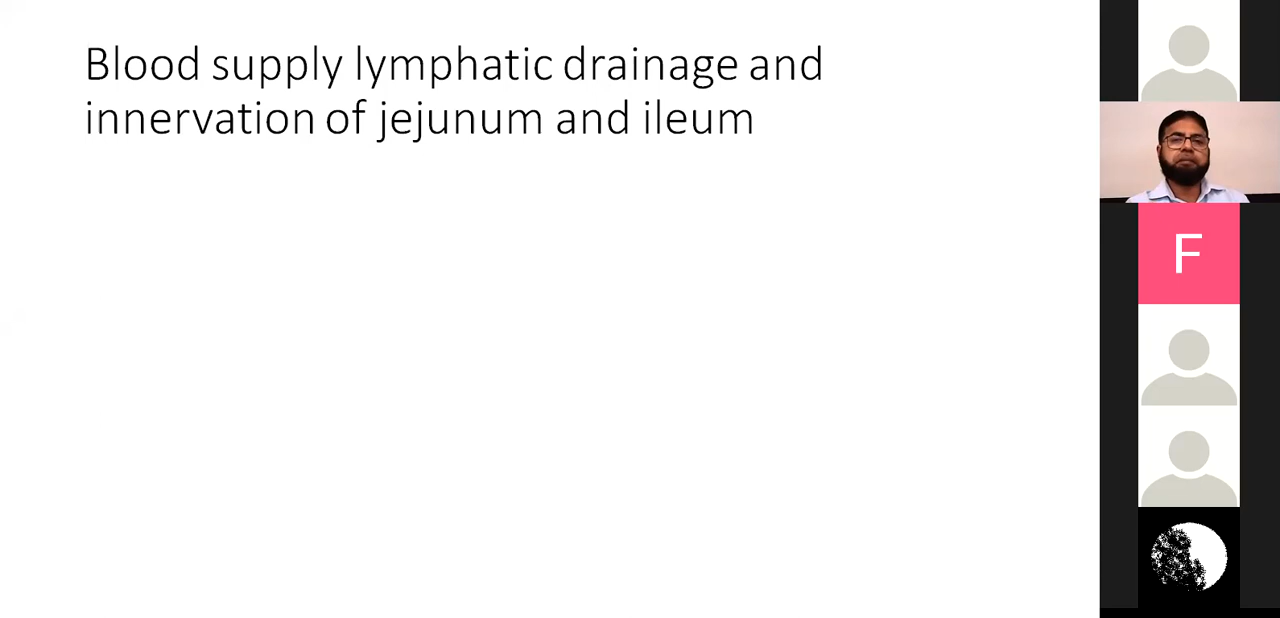 Blood supply lymphatic drainage and
innervation of jejunum and ileum
F